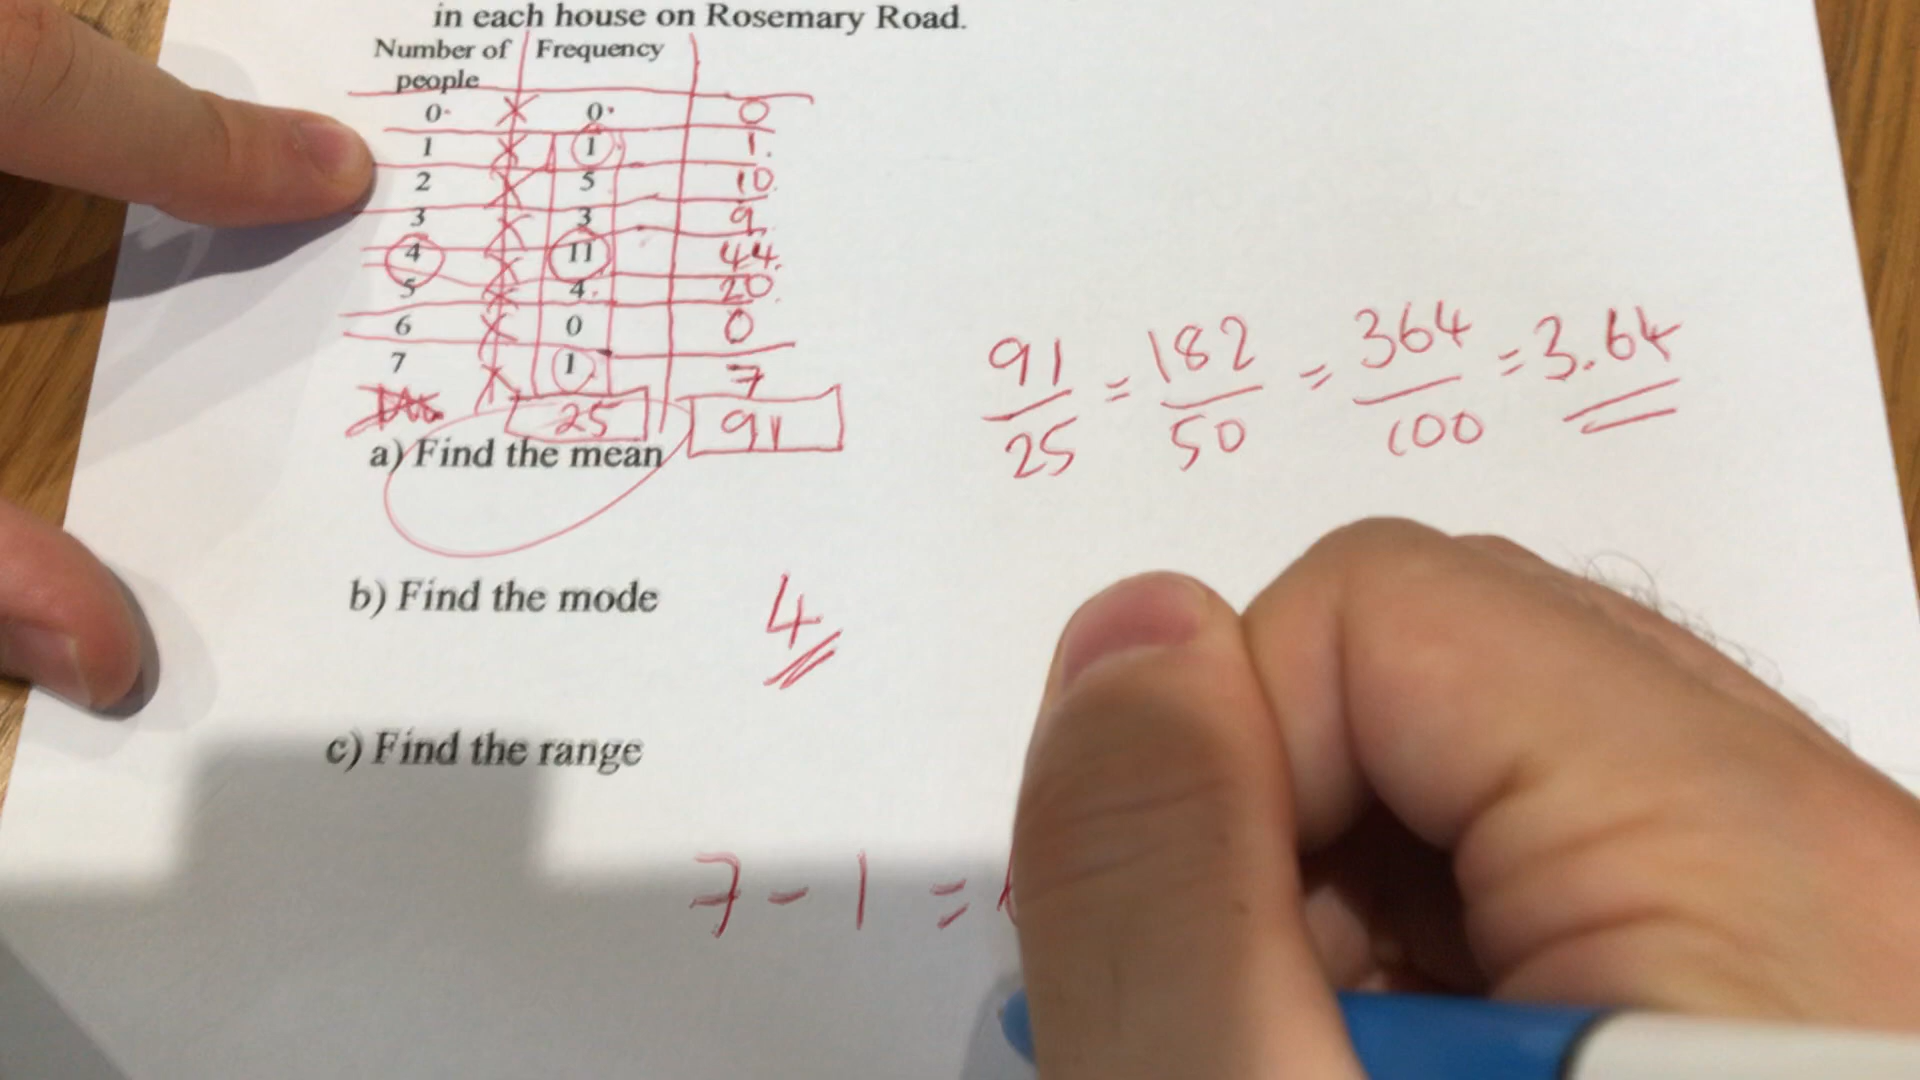 in each house on Rosemary Road.
Number of people Frequency
0 × 0 0
1 × 1 1
2 × 5 10
3 × 3 9
4 × 11 44
5 × 4 20
6 × 0 0
7 × 1 7
25 91
91/25 = 182/50 = 364/100 = 3.64
a) Find the mean
b) Find the mode 4
c) Find the range
7 - 1 =